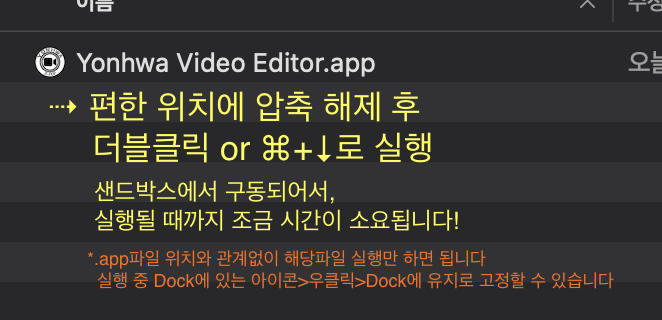 이름
Yonhwa Video Editor.app
오늘
⇢ 편한 위치에 압축 해제 후
더블클릭 or ⌘+↓로 실행
샌드박스에서 구동되어서,
실행될 때까지 조금 시간이 소요됩니다!
*.app파일 위치와 관계없이 해당파일 실행만 하면 됩니다
실행 중 Dock에 있는 아이콘>우클릭>Dock에 유지로 고정할 수 있습니다